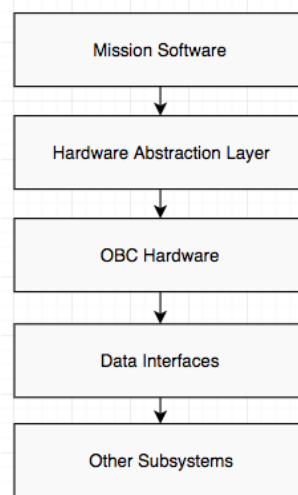 Mission Software
Hardware Abstraction Layer
OBC Hardware
Data Interfaces
Other Subsystems